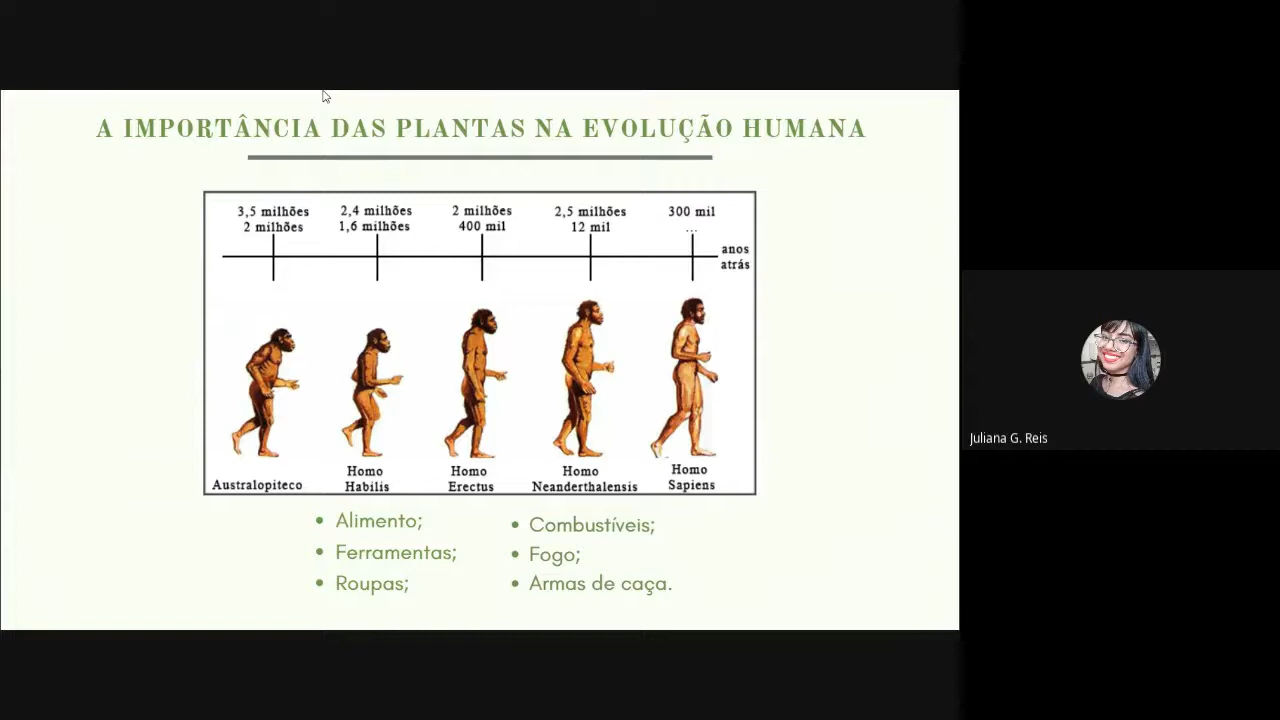 A IMPORTÂNCIA DAS PLANTAS NA EVOLUÇÃO HUMANA
3,5 milhões
2 milhões
2,4 milhões
1,6 milhões
2 milhões
400 mil
2,5 milhões
12 mil
300 mil
...
anos
atrás
Australopiteco
Homo
Habilis
Homo
Erectus
Homo
Neanderthalensis
Homo
Sapiens
• Alimento;
• Ferramentas;
• Roupas;
• Combustíveis;
• Fogo;
• Armas de caça.
Juliana G. Reis